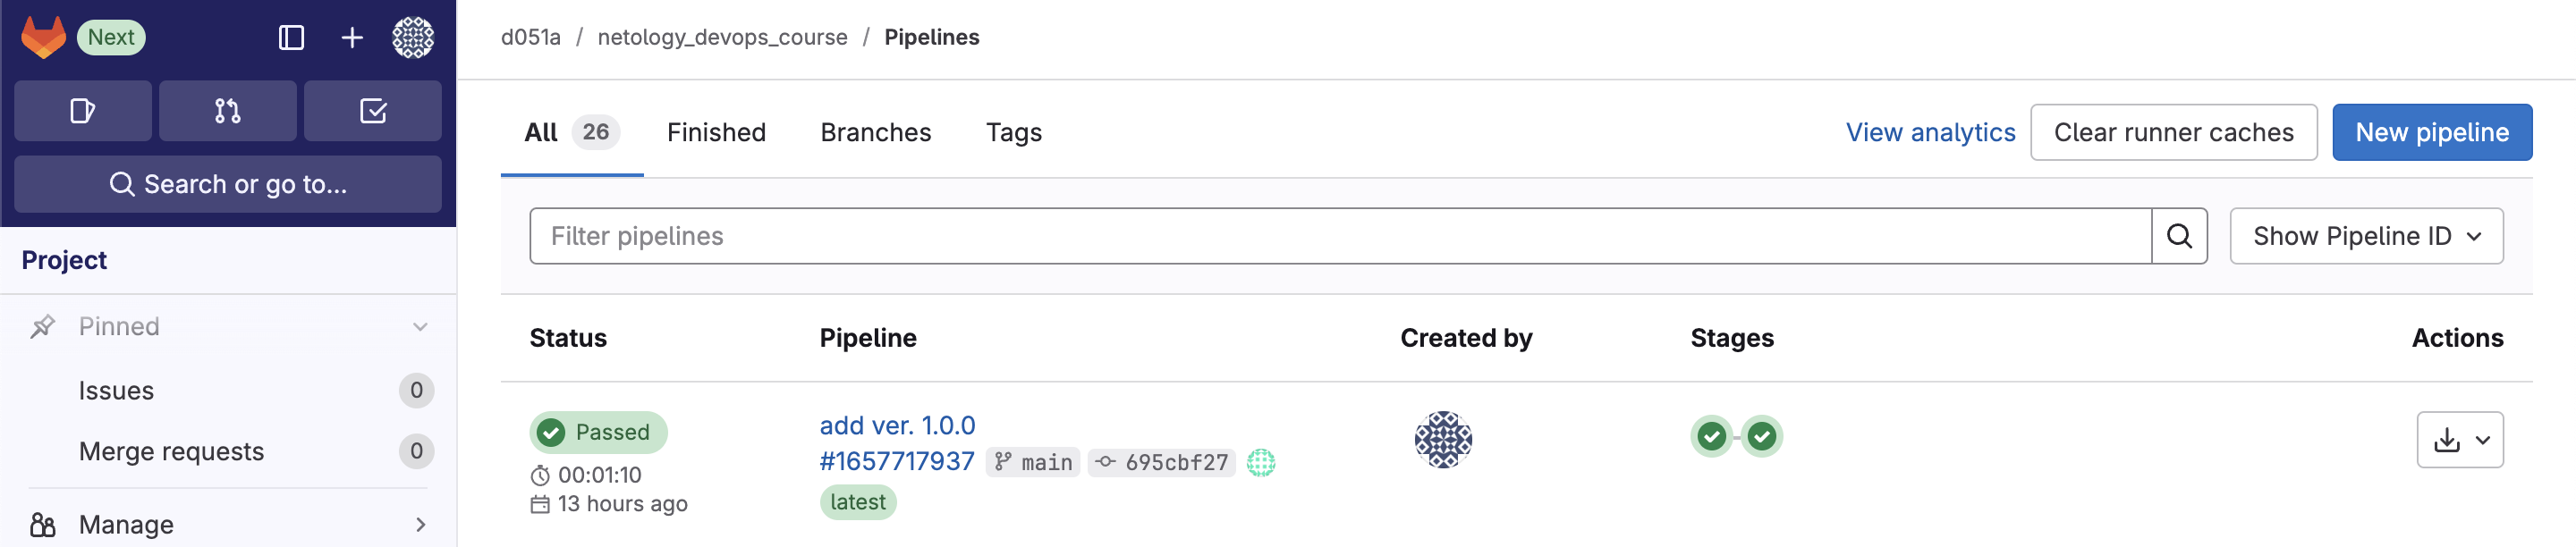 Next
Search or go to...
Project
Pinned
Issues 0
Merge requests 0
Manage
d051a / netology_devops_course / Pipelines
All 26 Finished Branches Tags View analytics Clear runner caches New pipeline
Filter pipelines Show Pipeline ID
Status Pipeline Created by Stages Actions
Passed
00:01:10
13 hours ago
add ver. 1.0.0
#1657717937 main 695cbf27
latest